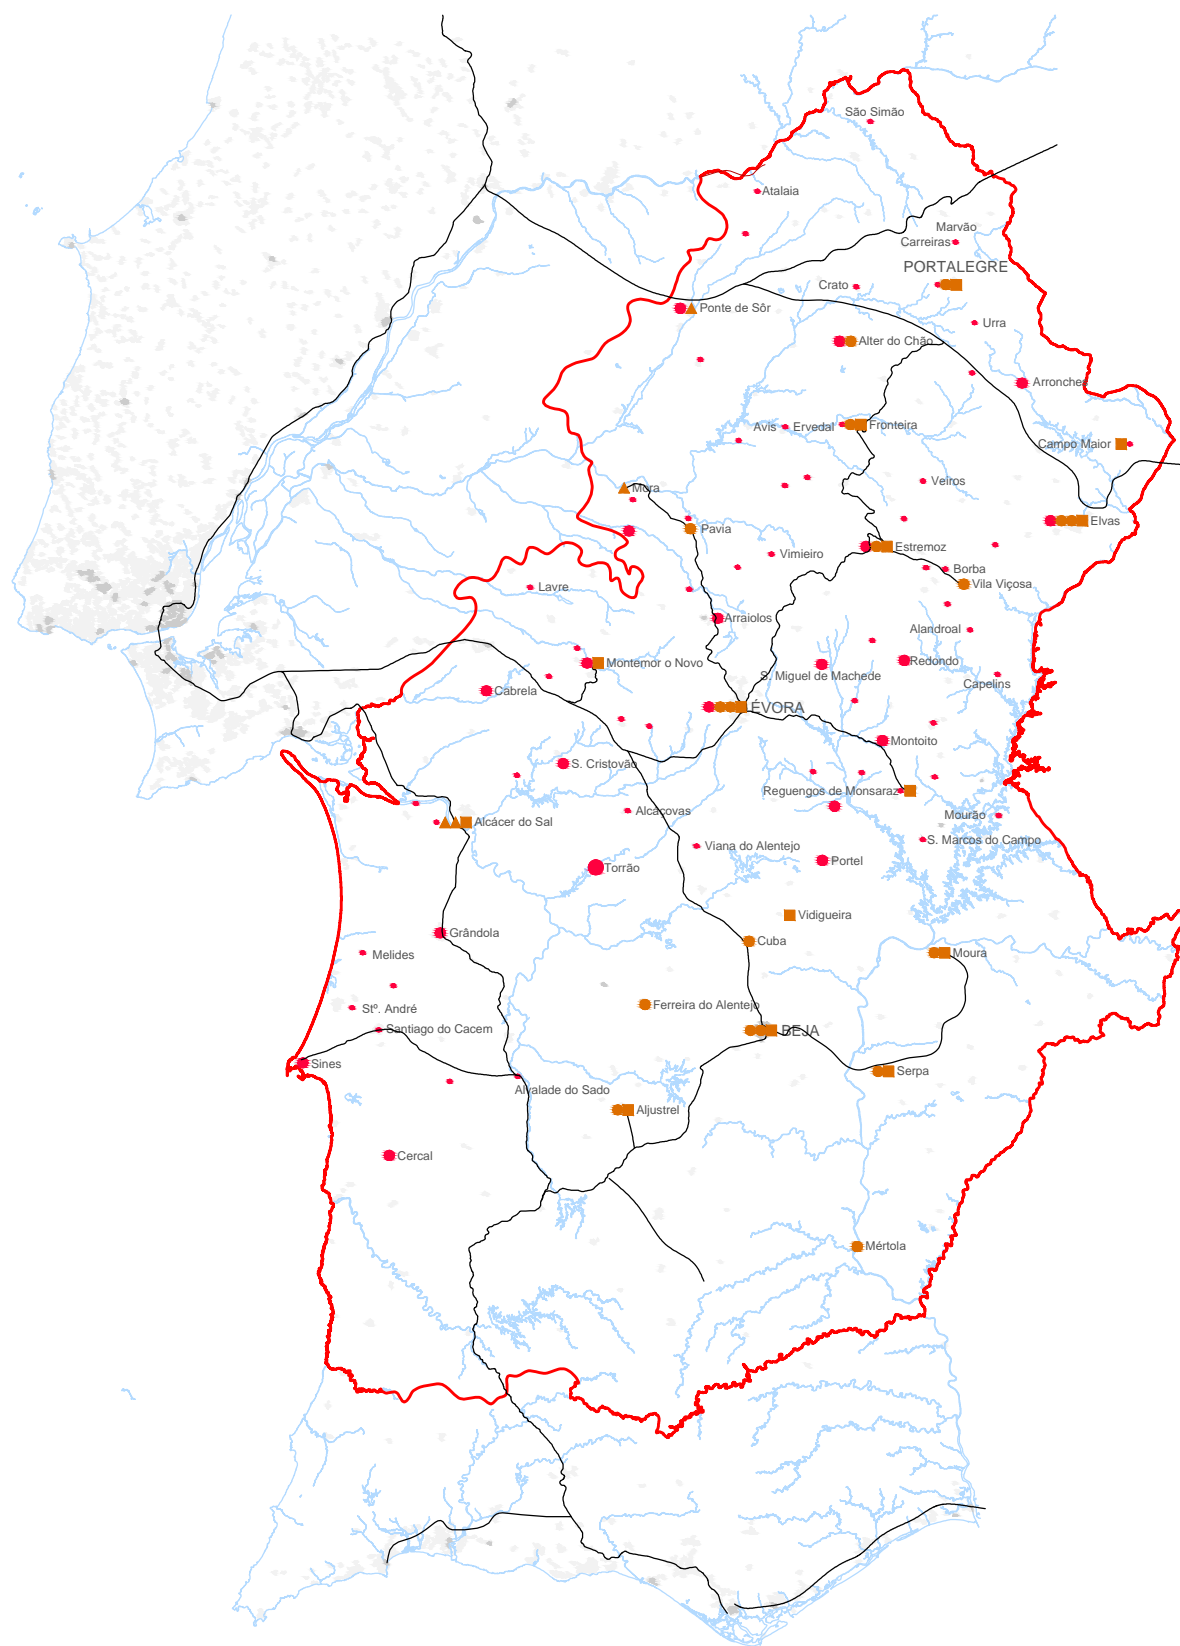 São Simão
Atalaia
Marvão
Carreiras
PORTALEGRE
Crato
Ponte de Sôr
Urra
Alter do Chão
Arronches
Avis
Ervedal
Fronteira
Campo Maior
Veiros
Mora
Pavia
Elvas
Estremoz
Vimieiro
Borba
Vila Viçosa
Lavre
Arraiolos
Alandroal
Montemor o Novo
Redondo
S. Miguel de Machede
Capelins
Cabrela
ÉVORA
Montoito
S. Cristovão
Reguengos de Monsaraz
Alcáçovas
Mourão
Alcácer do Sal
S. Marcos do Campo
Viana do Alentejo
Portel
Torrão
Vidigueira
Grândola
Cuba
Melides
Moura
Stº. André
Ferreira do Alentejo
Santiago do Cacem
BEJA
Sines
Serpa
Alvalade do Sado
Aljustrel
Cercal
Mértola